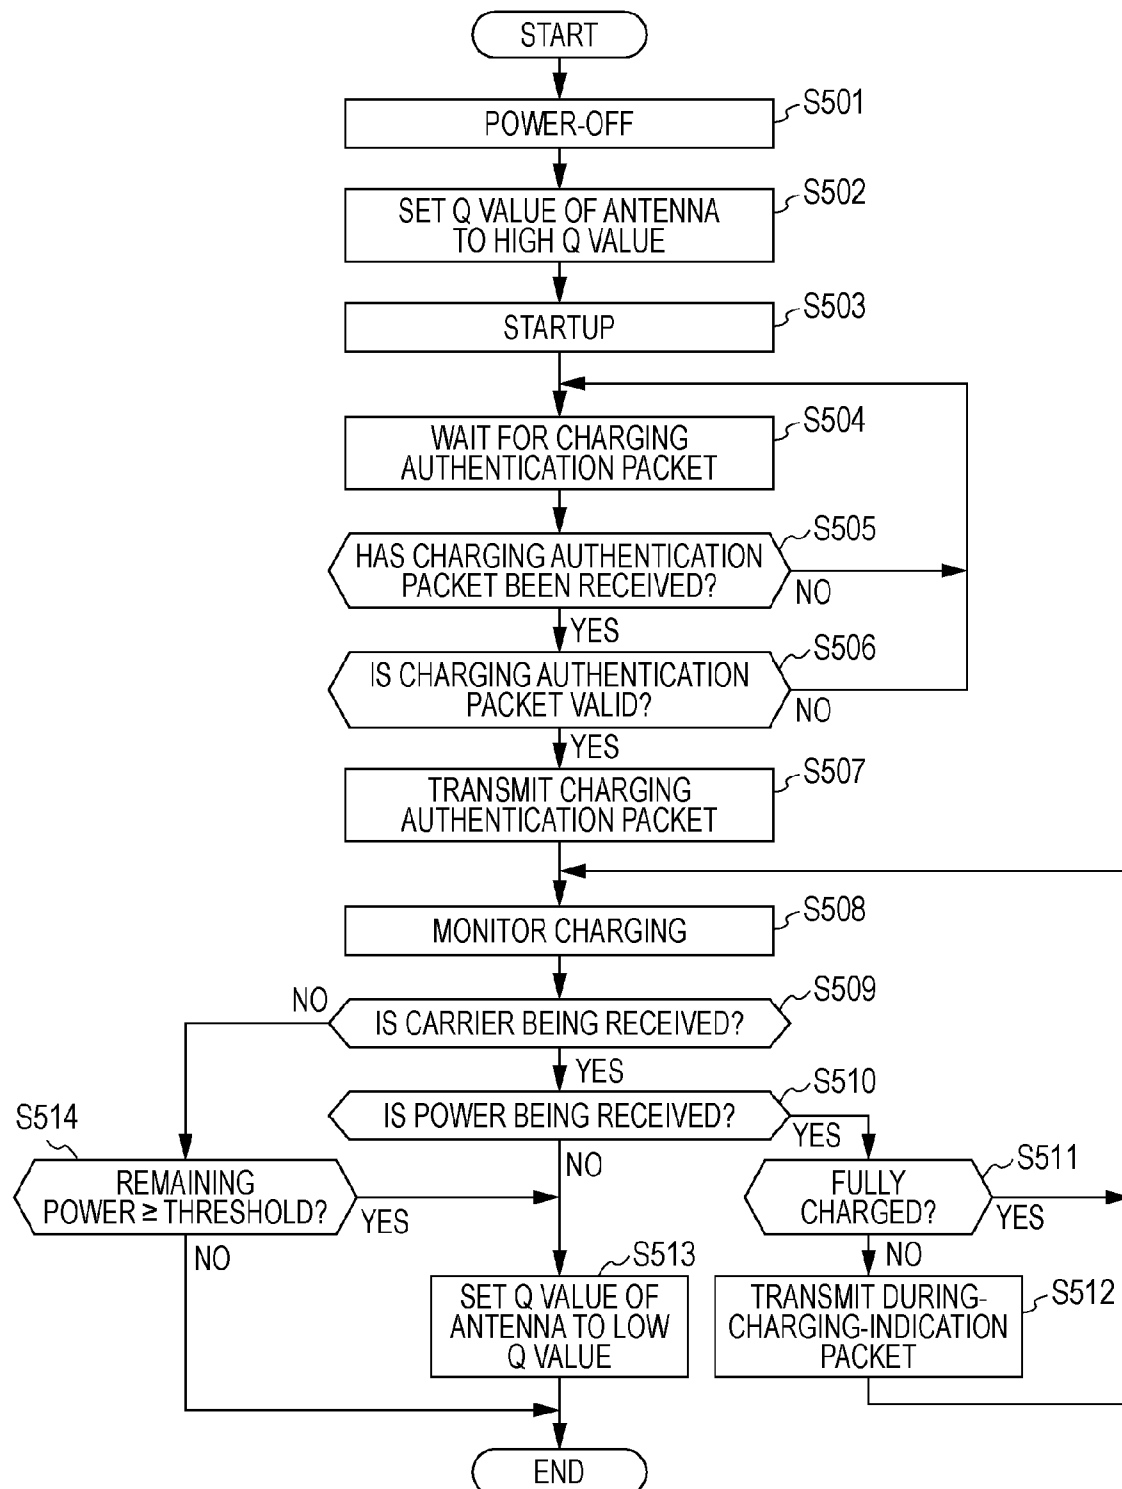 START
S501
POWER-OFF
S502
SET Q VALUE OF ANTENNA
TO HIGH Q VALUE
S503
STARTUP
S504
WAIT FOR CHARGING
AUTHENTICATION PACKET
S505
HAS CHARGING AUTHENTICATION
PACKET BEEN RECEIVED?
NO
YES
S506
IS CHARGING AUTHENTICATION
PACKET VALID?
NO
YES
S507
TRANSMIT CHARGING
AUTHENTICATION PACKET
S508
MONITOR CHARGING
S509
NO
IS CARRIER BEING RECEIVED?
YES
S510
IS POWER BEING RECEIVED?
YES
NO
S514
REMAINING
POWER ≥ THRESHOLD?
YES
NO
S511
FULLY
CHARGED?
YES
NO
S513
SET Q VALUE OF
ANTENNA TO LOW
Q VALUE
S512
TRANSMIT DURING-
CHARGING-INDICATION
PACKET
END